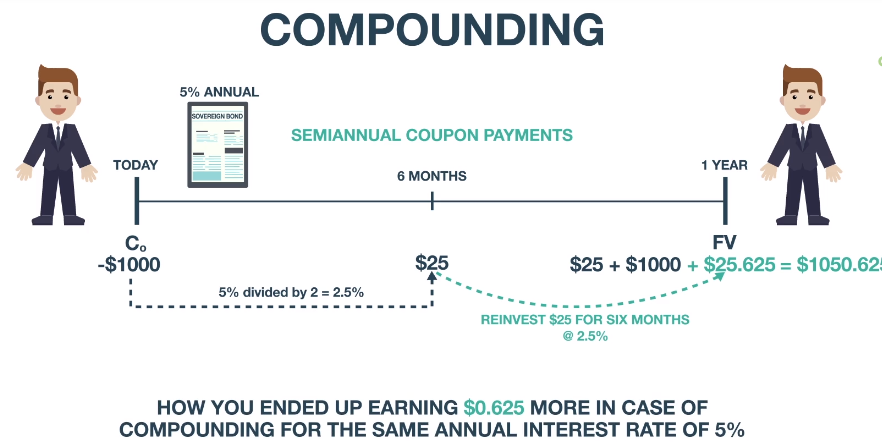 COMPOUNDING
5% ANNUAL
SOVEREIGN BOND
SEMIANNUAL COUPON PAYMENTS
TODAY
6 MONTHS
1 YEAR
C₀
-$1000
$25
FV
$25 + $1000 + $25.625 = $1050.625
5% divided by 2 = 2.5%
REINVEST $25 FOR SIX MONTHS
@ 2.5%
HOW YOU ENDED UP EARNING $0.625 MORE IN CASE OF
COMPOUNDING FOR THE SAME ANNUAL INTEREST RATE OF 5%